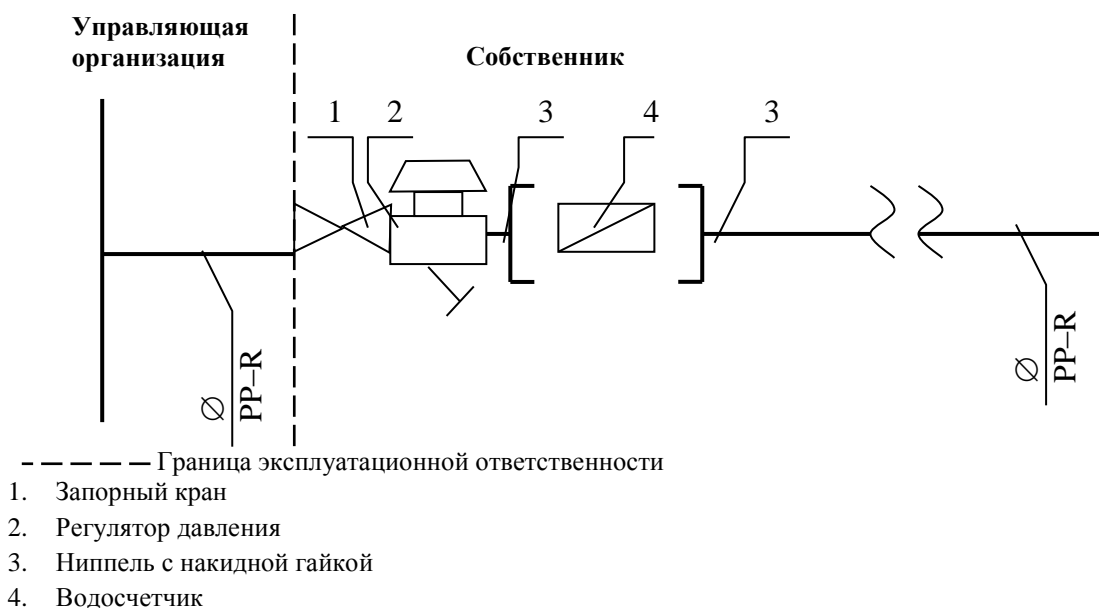 Управляющая
организация
Собственник
1 2 3 4 3
∅
PP–R
∅
PP–R
– – – – – – Граница эксплуатационной ответственности
1. Запорный кран
2. Регулятор давления
3. Ниппель с накидной гайкой
4. Водосчетчик